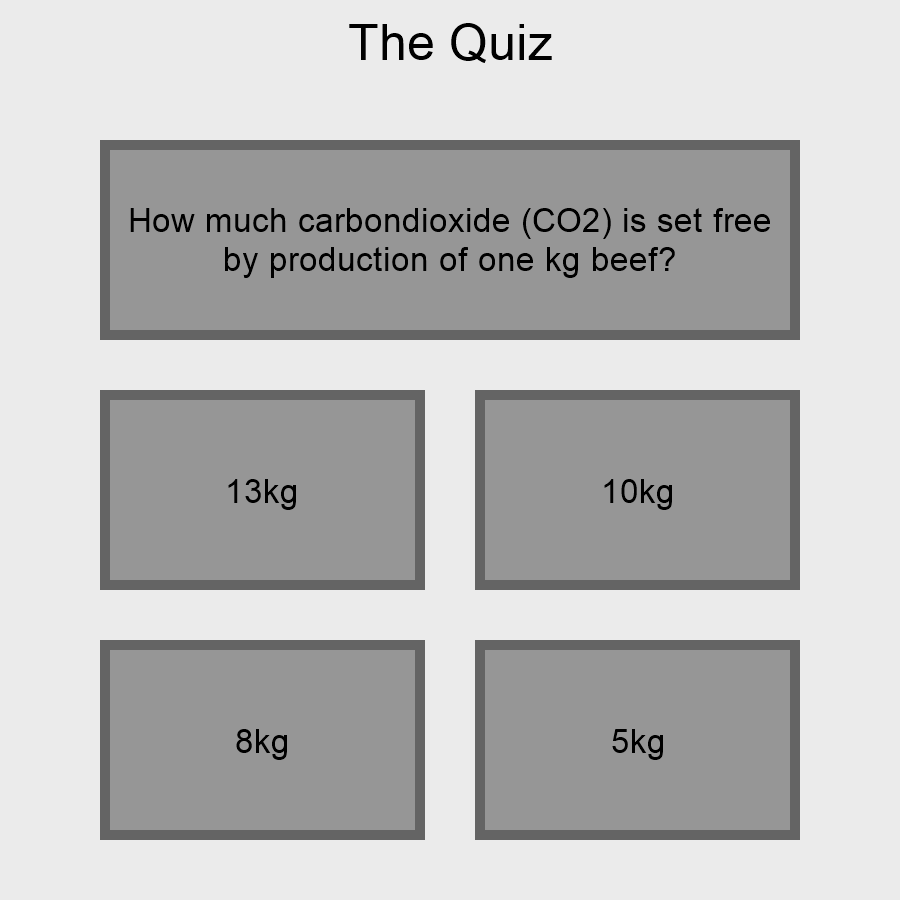 The Quiz
How much carbondioxide (CO2) is set free
by production of one kg beef?
13kg
10kg
8kg
5kg